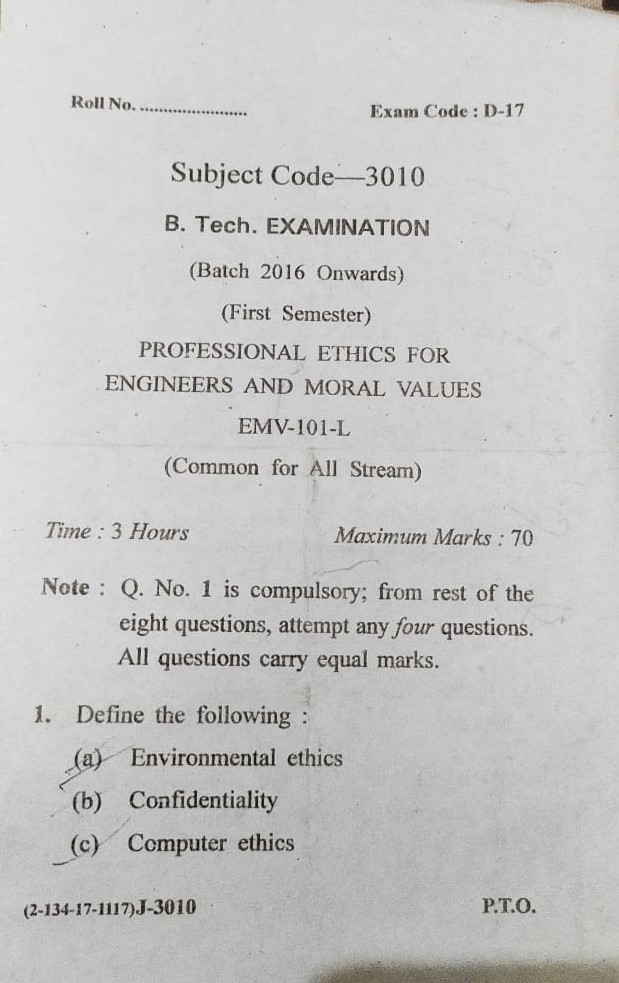 Roll No. .......................
Exam Code : D-17
Subject Code—3010
B. Tech. EXAMINATION
(Batch 2016 Onwards)
(First Semester)
PROFESSIONAL ETHICS FOR
ENGINEERS AND MORAL VALUES
EMV-101-L
(Common for All Stream)
Time : 3 Hours
Maximum Marks : 70
Note : Q. No. 1 is compulsory; from rest of the
eight questions, attempt any four questions.
All questions carry equal marks.
1. Define the following :
(a) Environmental ethics
(b) Confidentiality
(c) Computer ethics
(2-134-17-1117)J-3010
P.T.O.